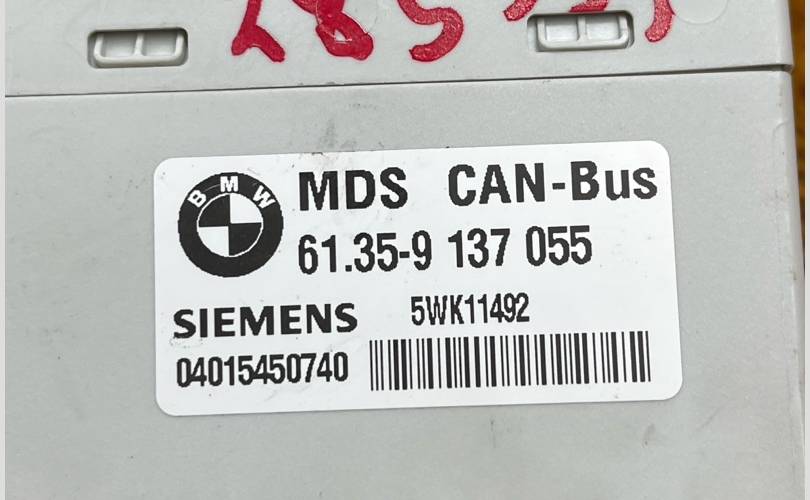 BMW MDS CAN-Bus
61.35-9 137 055
SIEMENS 5WK11492
04015450740